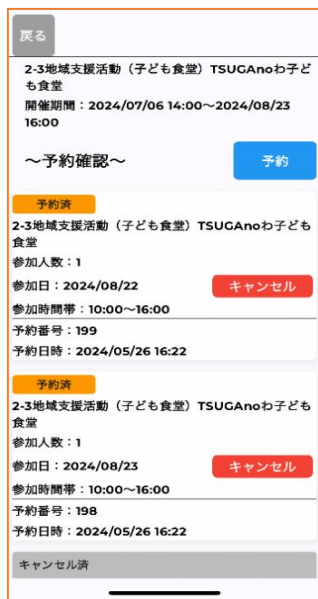 戻る
2-3地域支援活動（子ども食堂）TSUGAnoわ子ど
も食堂
開催期間：2024/07/06 14:00～2024/08/23
16:00
～予約確認～
予約
予約済
2-3地域支援活動（子ども食堂）TSUGAnoわ子ども
食堂
参加人数：1
参加日：2024/08/22
キャンセル
参加時間帯：10:00～16:00
予約番号：199
予約日時：2024/05/26 16:22
予約済
2-3地域支援活動（子ども食堂）TSUGAnoわ子ども
食堂
参加人数：1
参加日：2024/08/23
キャンセル
参加時間帯：10:00～16:00
予約番号：198
予約日時：2024/05/26 16:22
キャンセル済